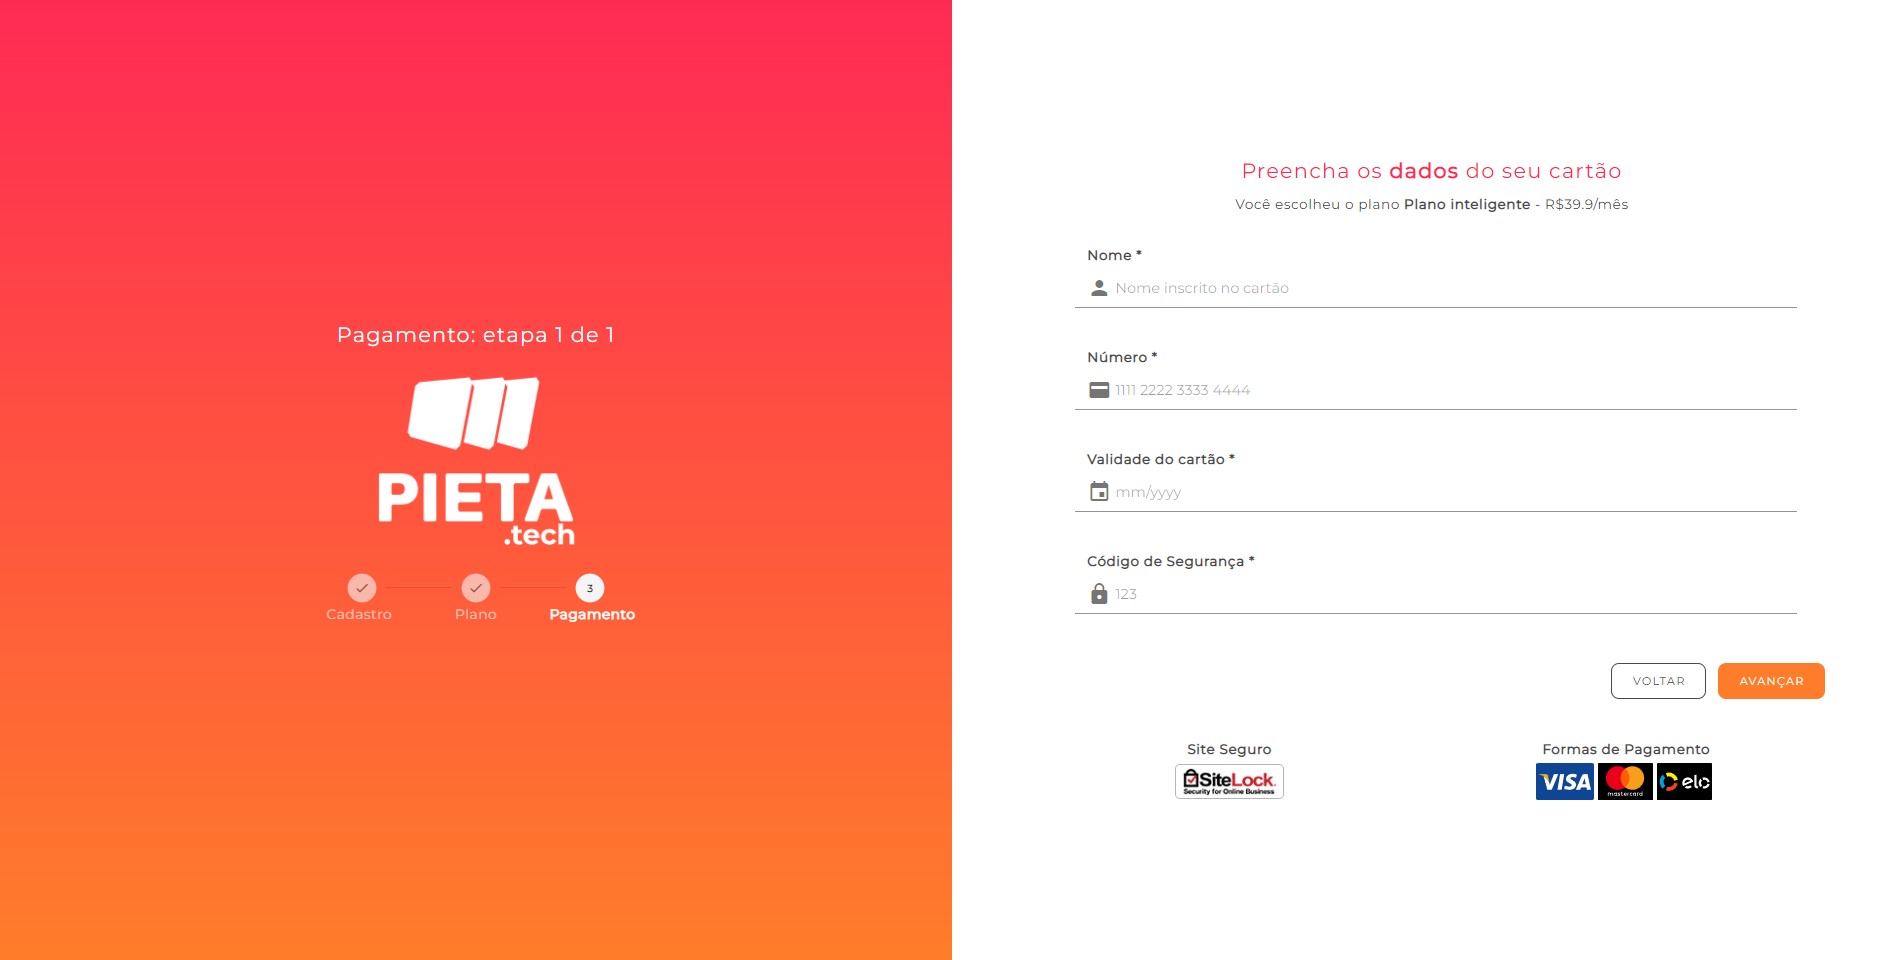 Pagamento: etapa 1 de 1
PIETA
.tech
3
Cadastro
Plano
Pagamento
Preencha os dados do seu cartão
Você escolheu o plano Plano inteligente - R$39.9/mês
Nome *
Nome inscrito no cartão
Número *
1111 2222 3333 4444
Validade do cartão *
mm/yyyy
Código de Segurança *
123
VOLTAR
AVANÇAR
Site Seguro
SiteLock.
Security for Online Business
Formas de Pagamento
VISA
mastercard
elo